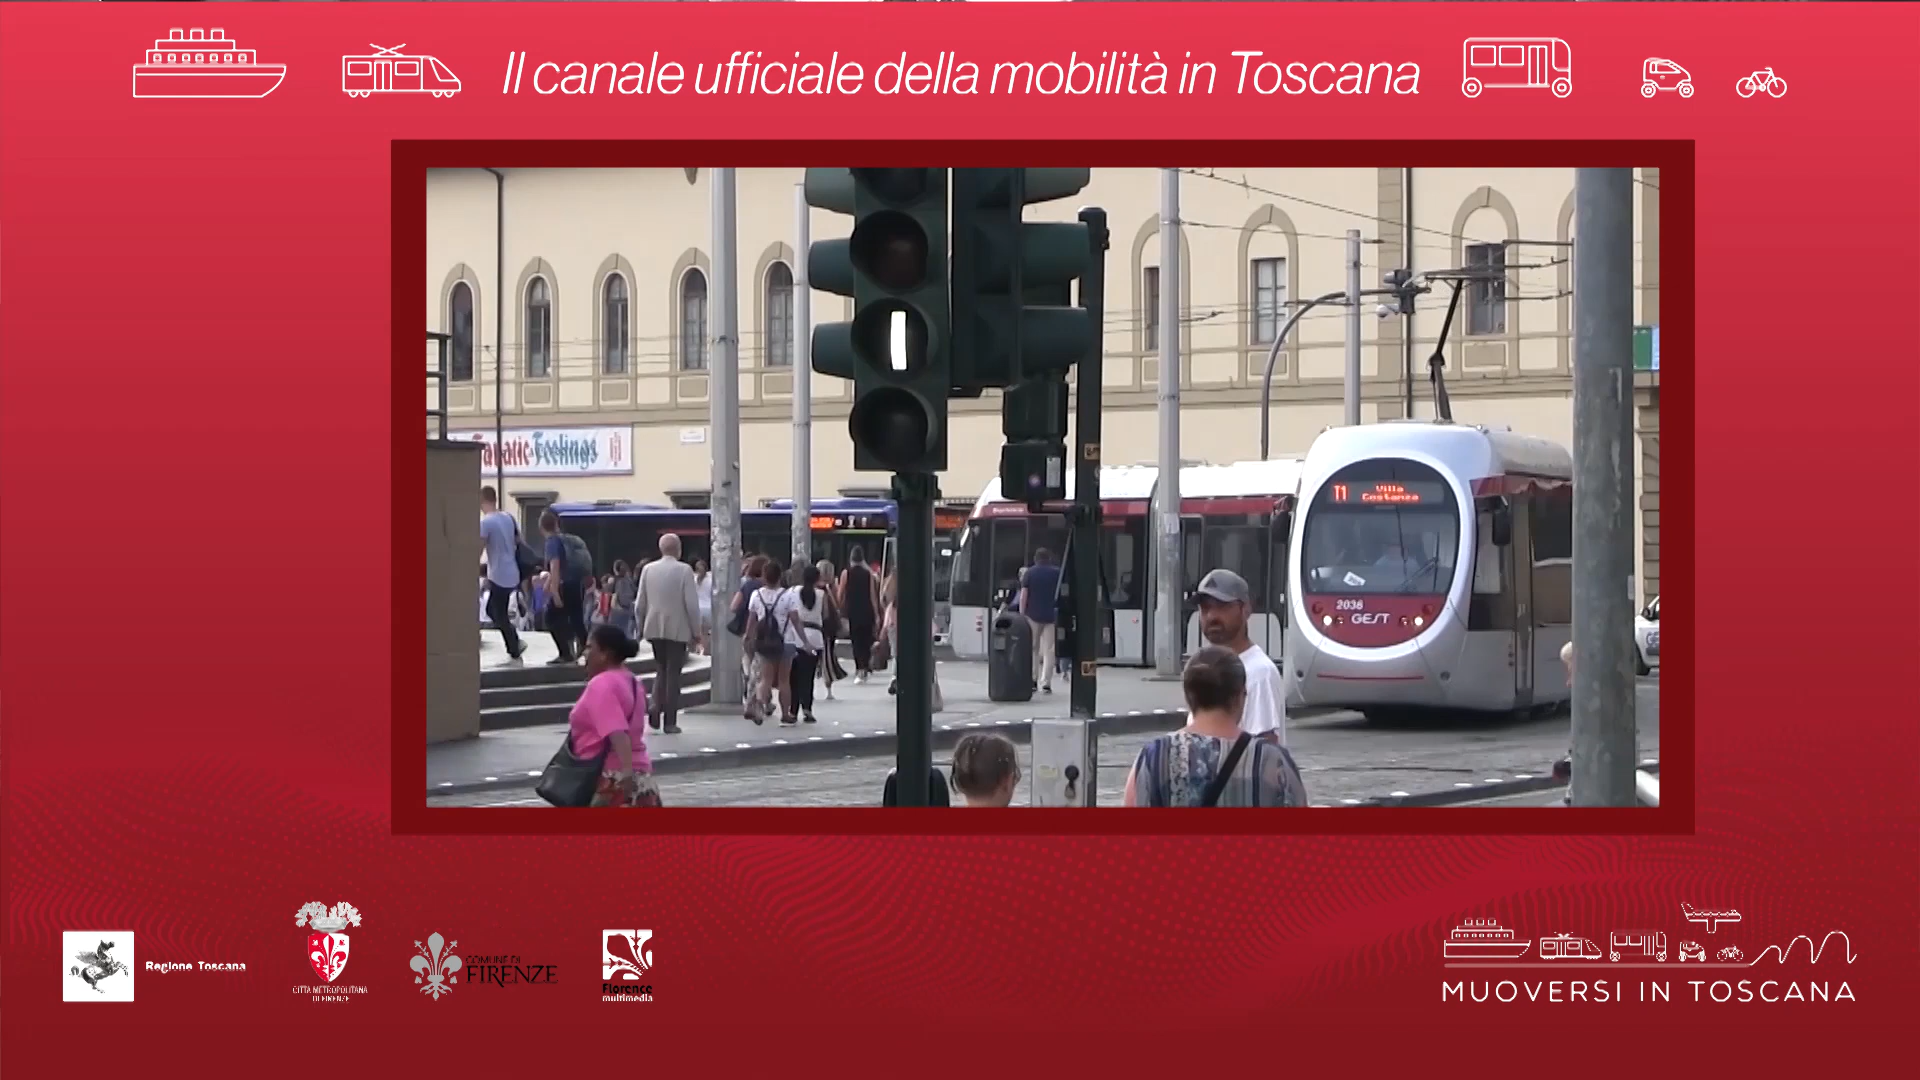 Il canale ufficiale della mobilità in Toscana
Fanatic Feelings
T1 Villa
Costanza
2036
GEST
Regione Toscana
CITTÀ METROPOLITANA
DI FIRENZE
COMUNE DI
FIRENZE
Florence
multimedia
MUOVERSI IN TOSCANA